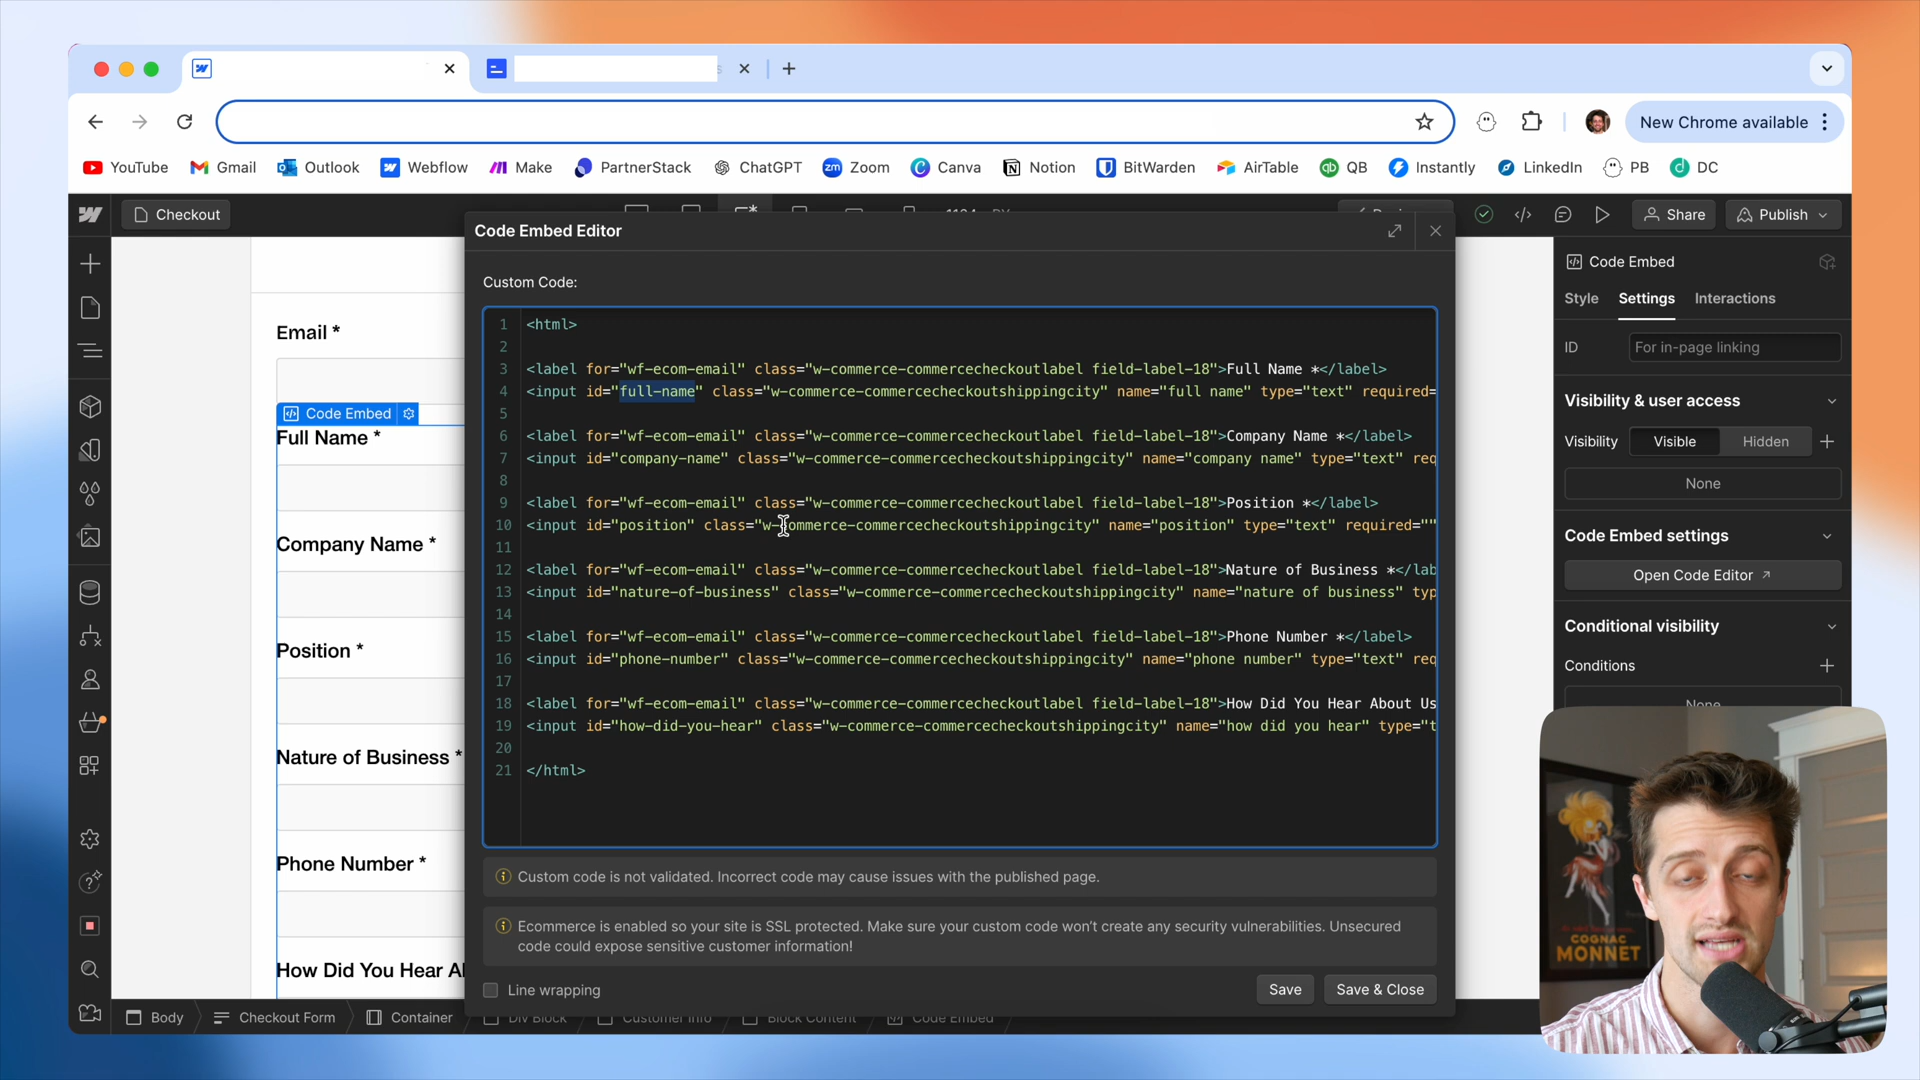 New Chrome available
YouTube
Gmail
Outlook
Webflow
Make
PartnerStack
ChatGPT
Zoom
Canva
Notion
BitWarden
AirTable
QB
Instantly
LinkedIn
PB
DC
Checkout
Share
Publish
Code Embed Editor
Custom Code:
1 <html>
2
3 <label for="wf-ecom-email" class="w-commerce-commercecheckoutlabel field-label-18">Full Name *</label>
4 <input id="full-name" class="w-commerce-commercecheckoutshippingcity" name="full name" type="text" required=
5
6 <label for="wf-ecom-email" class="w-commerce-commercecheckoutlabel field-label-18">Company Name *</label>
7 <input id="company-name" class="w-commerce-commercecheckoutshippingcity" name="company name" type="text" req
8
9 <label for="wf-ecom-email" class="w-commerce-commercecheckoutlabel field-label-18">Position *</label>
10 <input id="position" class="w-commerce-commercecheckoutshippingcity" name="position" type="text" required=""
11
12 <label for="wf-ecom-email" class="w-commerce-commercecheckoutlabel field-label-18">Nature of Business *</lab
13 <input id="nature-of-business" class="w-commerce-commercecheckoutshippingcity" name="nature of business" typ
14
15 <label for="wf-ecom-email" class="w-commerce-commercecheckoutlabel field-label-18">Phone Number *</label>
16 <input id="phone-number" class="w-commerce-commercecheckoutshippingcity" name="phone number" type="text" req
17
18 <label for="wf-ecom-email" class="w-commerce-commercecheckoutlabel field-label-18">How Did You Hear About Us
19 <input id="how-did-you-hear" class="w-commerce-commercecheckoutshippingcity" name="how did you hear" type="t
20
21 </html>
Custom code is not validated. Incorrect code may cause issues with the published page.
Ecommerce is enabled so your site is SSL protected. Make sure your custom code won't create any security vulnerabilities. Unsecured
code could expose sensitive customer information!
Line wrapping
Save
Save & Close
Email *
Code Embed
Full Name *
Company Name *
Position *
Nature of Business *
Phone Number *
How Did You Hear A
Code Embed
Style
Settings
Interactions
ID
For in-page linking
Visibility & user access
Visibility
Visible
Hidden
None
Code Embed settings
Open Code Editor
Conditional visibility
Conditions
None
COGNAC
MONNET
Body
Checkout Form
Container
Div Block
Customer Info
Block Content
Code Embed